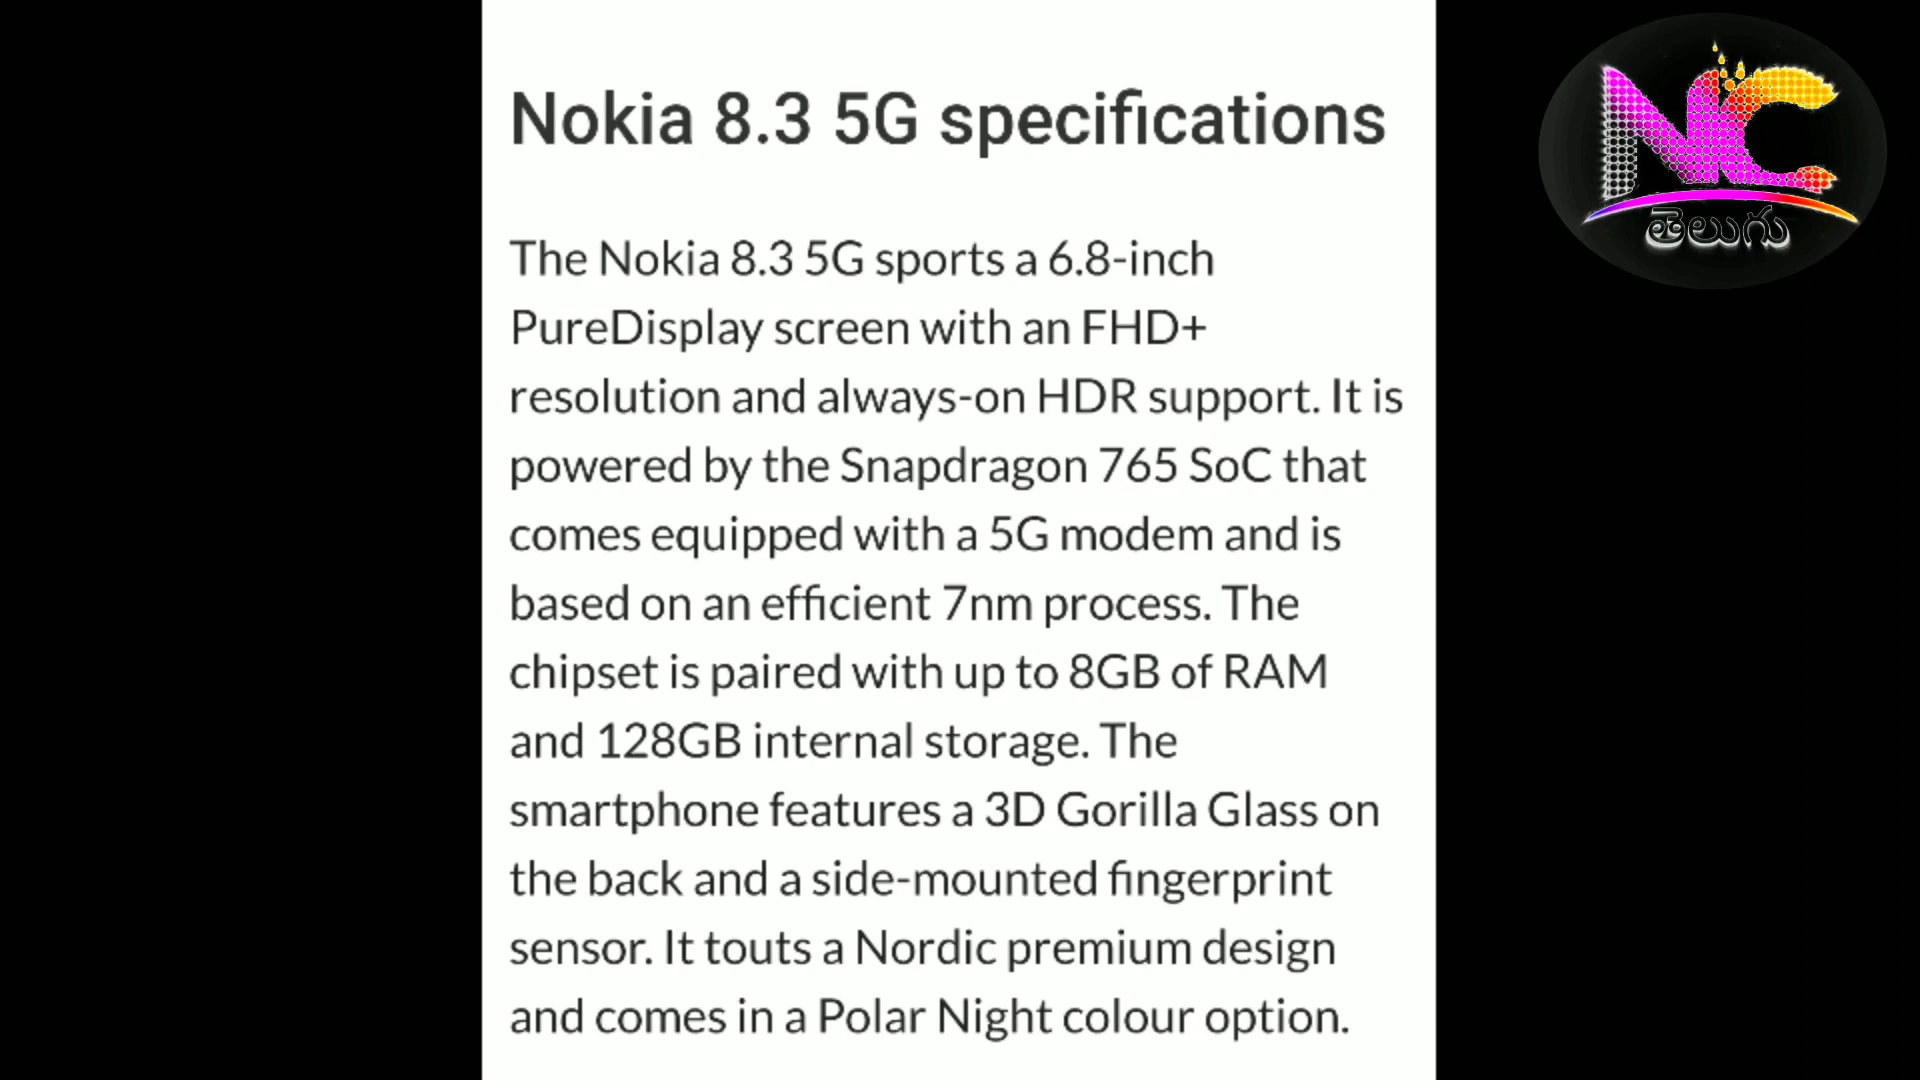 Nokia 8.3 5G specifications
The Nokia 8.3 5G sports a 6.8-inch
PureDisplay screen with an FHD+
resolution and always-on HDR support. It is
powered by the Snapdragon 765 SoC that
comes equipped with a 5G modem and is
based on an efficient 7nm process. The
chipset is paired with up to 8GB of RAM
and 128GB internal storage. The
smartphone features a 3D Gorilla Glass on
the back and a side-mounted fingerprint
sensor. It touts a Nordic premium design
and comes in a Polar Night colour option.
NC
తెలుగు